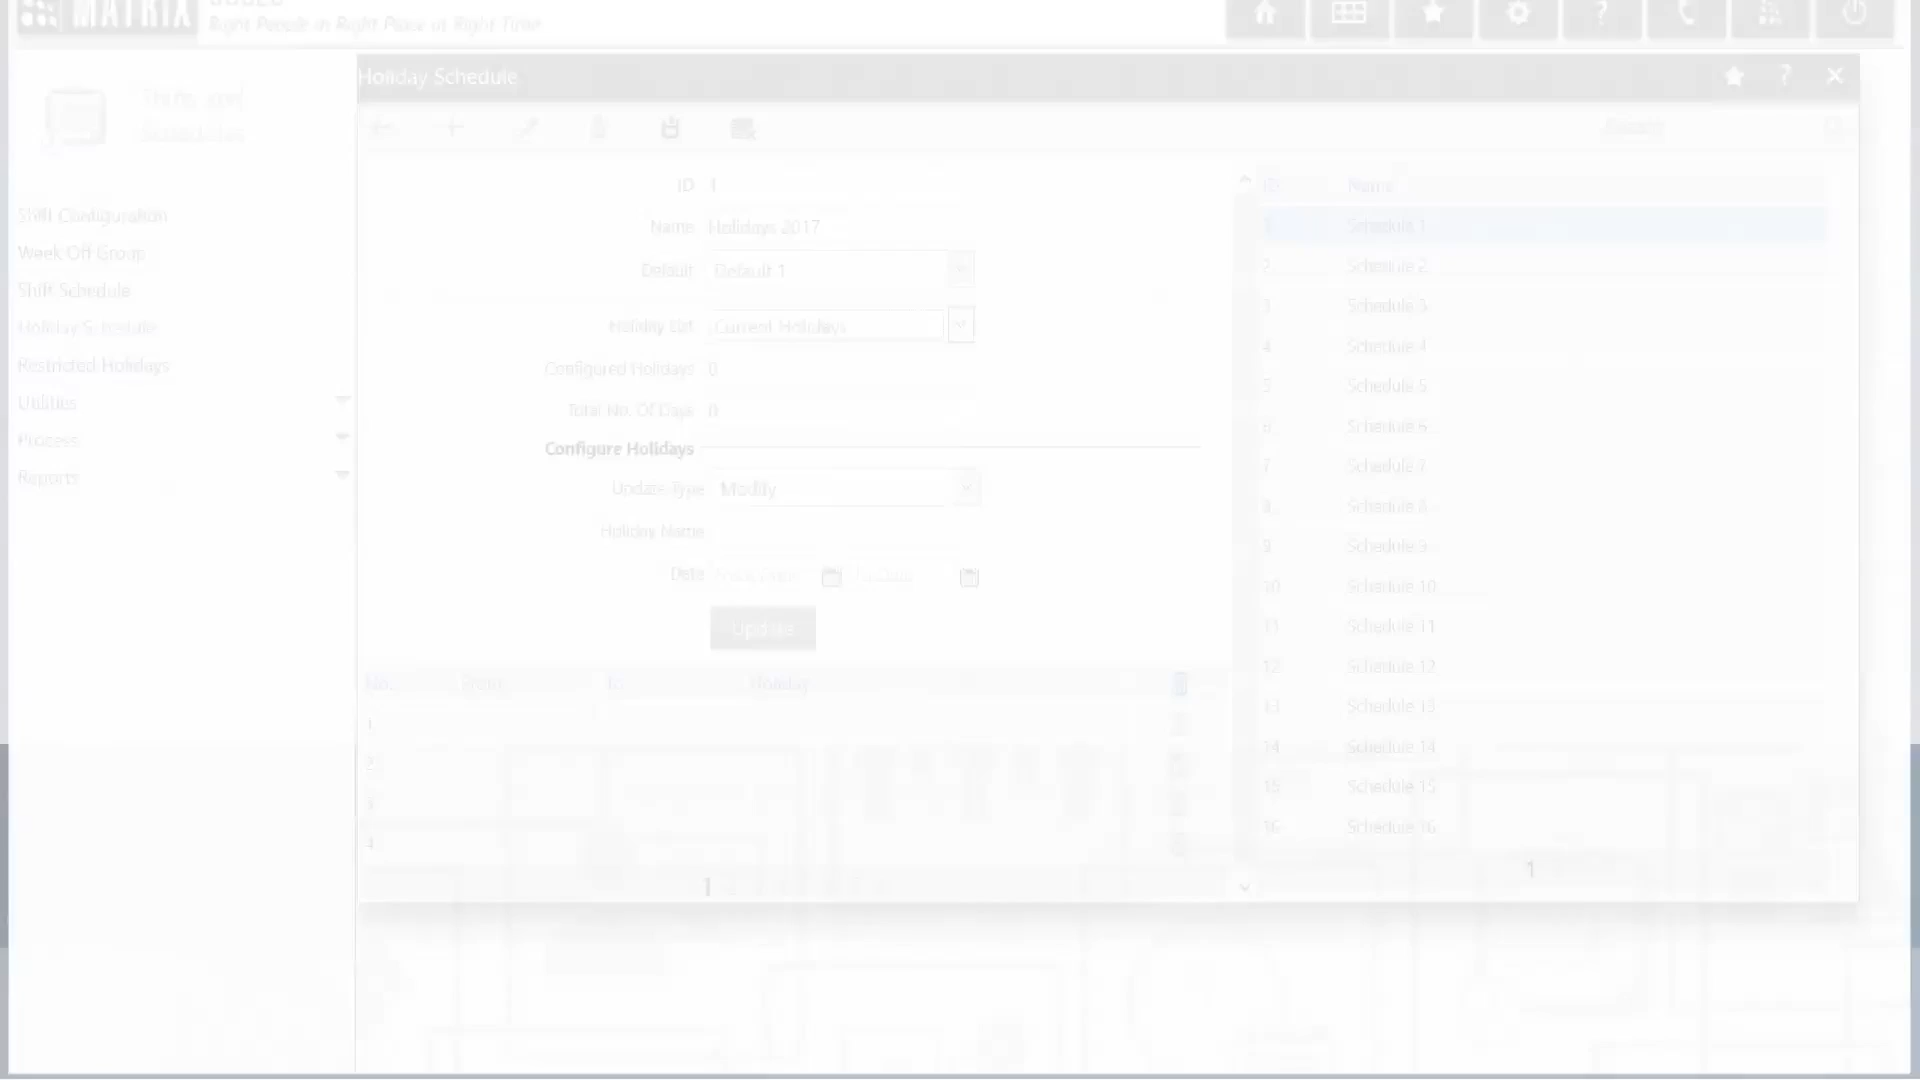 MATRIX
Right People in Right Place at Right Time
Holiday Schedule
Shift Configuration
Week Off Group
Shift Schedule
Holiday Schedule
Restricted Holidays
Utilities
Process
Reports
ID 1
Name Holidays 2017
Default Default 1
Holiday List Current Holidays
Configured Holidays 0
Total No. Of Days 0
Configure Holidays
Update Type Modify
Holiday Name
Date
Update
No. From To Holiday
1
2
3
4
1
ID Name
1 Schedule 1
2 Schedule 2
3 Schedule 3
4 Schedule 4
5 Schedule 5
6 Schedule 6
7 Schedule 7
8 Schedule 8
9 Schedule 9
10 Schedule 10
11 Schedule 11
12 Schedule 12
13 Schedule 13
14 Schedule 14
15 Schedule 15
16 Schedule 16
1